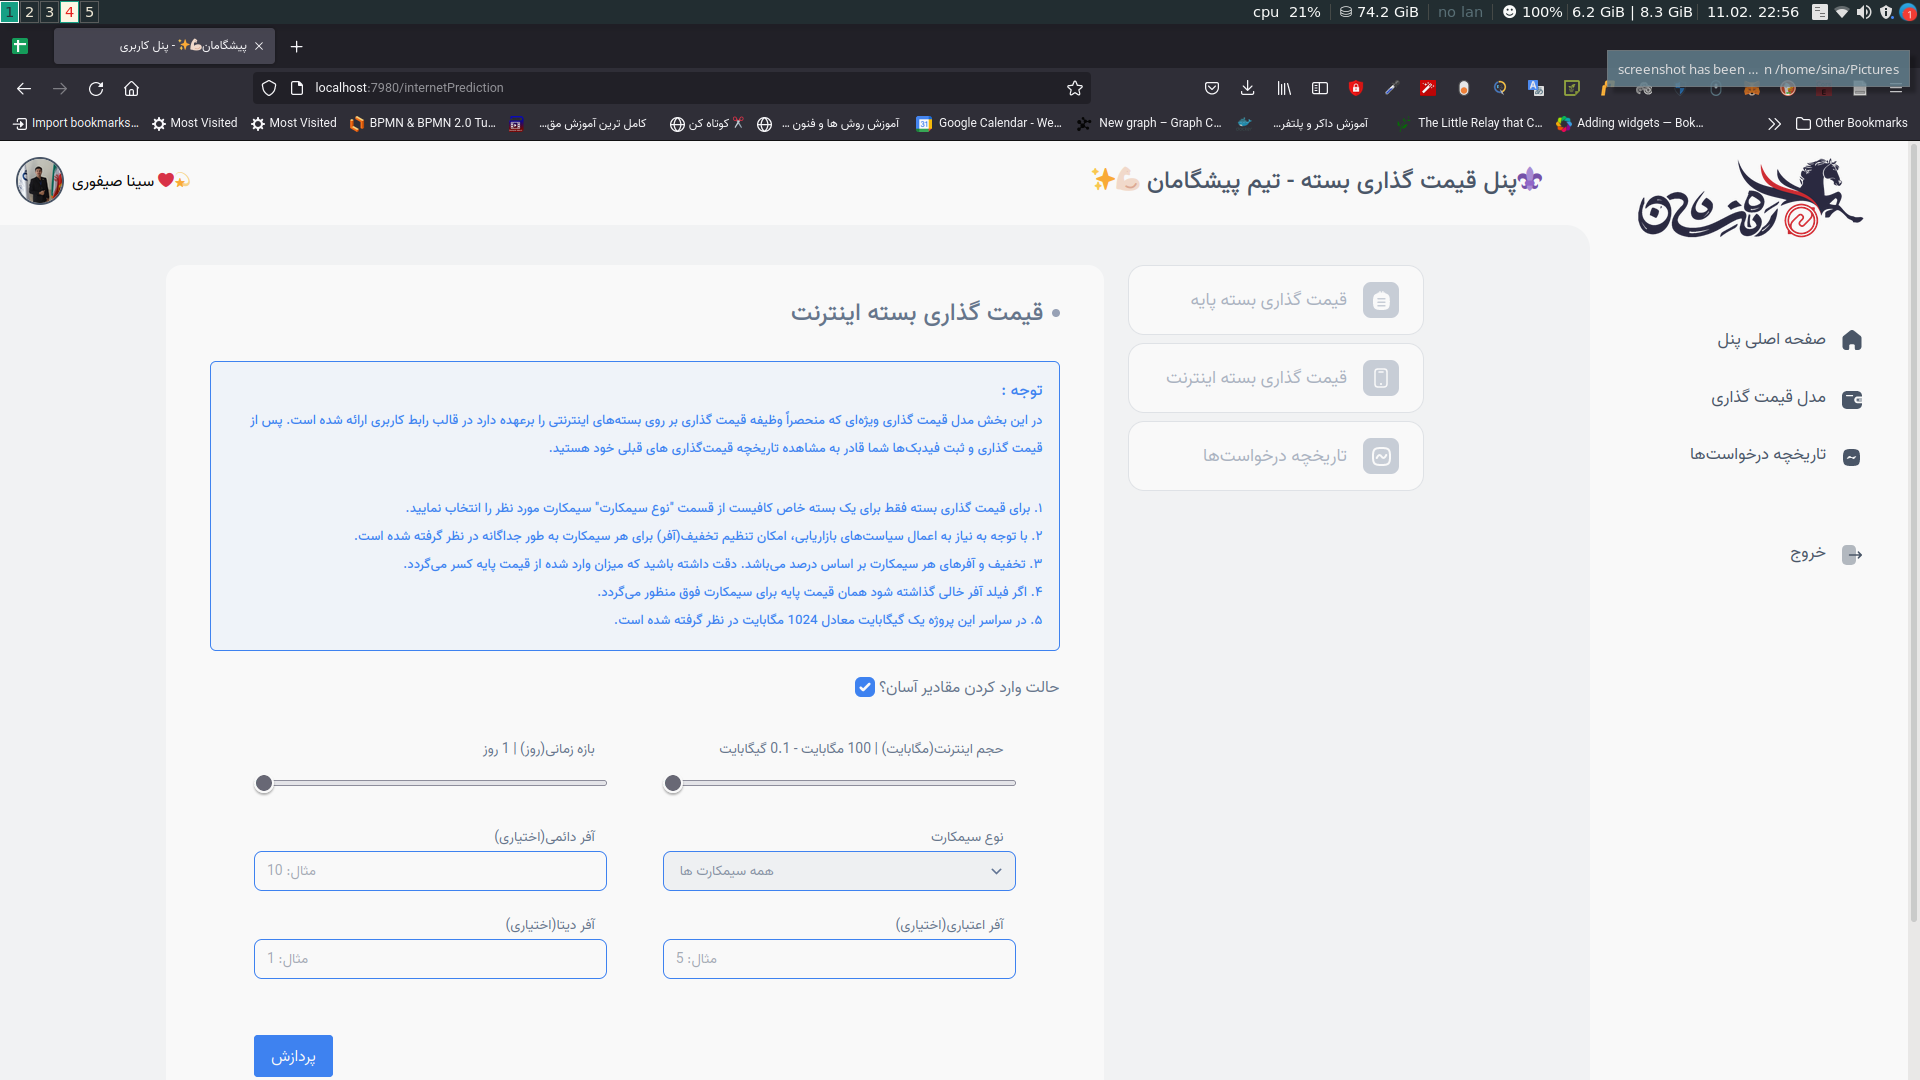 1 2 3 4 5
cpu 21% 74.2 GiB no lan 100% 6.2 GiB | 8.3 GiB 11.02. 22:56
پیشگامان💪🏻✨ - پنل کاربری
screenshot has been ... n /home/sina/Pictures
localhost:7980/internetPrediction
Import bookmarks... Most Visited Most Visited BPMN & BPMN 2.0 Tu... کامل ترین آموزش مق... کوتاه کن آموزش روش ها و فنون ... Google Calendar - We... New graph – Graph C... آموزش داکر و پلتفر... The Little Relay that C... Adding widgets — Bok... Other Bookmarks
⚜️پنل قیمت گذاری بسته - تیم پیشگامان 💪🏻✨
سینا صیفوری
صفحه اصلی پنل
مدل قیمت گذاری
تاریخچه درخواست‌ها
خروج
قیمت گذاری بسته پایه
قیمت گذاری بسته اینترنت
تاریخچه درخواست‌ها
قیمت گذاری بسته اینترنت
توجه :
در این بخش مدل قیمت گذاری ویژه‌ای که منحصراً وظیفه قیمت گذاری بر روی بسته‌های اینترنتی را برعهده دارد در قالب رابط کاربری ارائه شده است. پس از
قیمت گذاری و ثبت فیدبک‌ها شما قادر به مشاهده تاریخچه قیمت‌گذاری های قبلی خود هستید.
۱. برای قیمت گذاری بسته فقط برای یک بسته خاص کافیست از قسمت "نوع سیمکارت" سیمکارت مورد نظر را انتخاب نمایید.
۲. با توجه به نیاز به اعمال سیاست‌های بازاریابی، امکان تنظیم تخفیف(آفر) برای هر سیمکارت به طور جداگانه در نظر گرفته شده است.
۳. تخفیف و آفرهای هر سیمکارت بر اساس درصد می‌باشد. دقت داشته باشید که میزان وارد شده از قیمت پایه کسر می‌گردد.
۴. اگر فیلد آفر خالی گذاشته شود همان قیمت پایه برای سیمکارت فوق منظور می‌گردد.
۵. در سراسر این پروژه یک گیگابایت معادل 1024 مگابایت در نظر گرفته شده است.
حالت وارد کردن مقادیر آسان؟
حجم اینترنت(مگابایت) | 100 مگابایت - 0.1 گیگابایت
بازه زمانی(روز) | 1 روز
نوع سیمکارت
همه سیمکارت ها
آفر دائمی(اختیاری)
مثال: 10
آفر اعتباری(اختیاری)
مثال: 5
آفر دیتا(اختیاری)
مثال: 1
پردازش